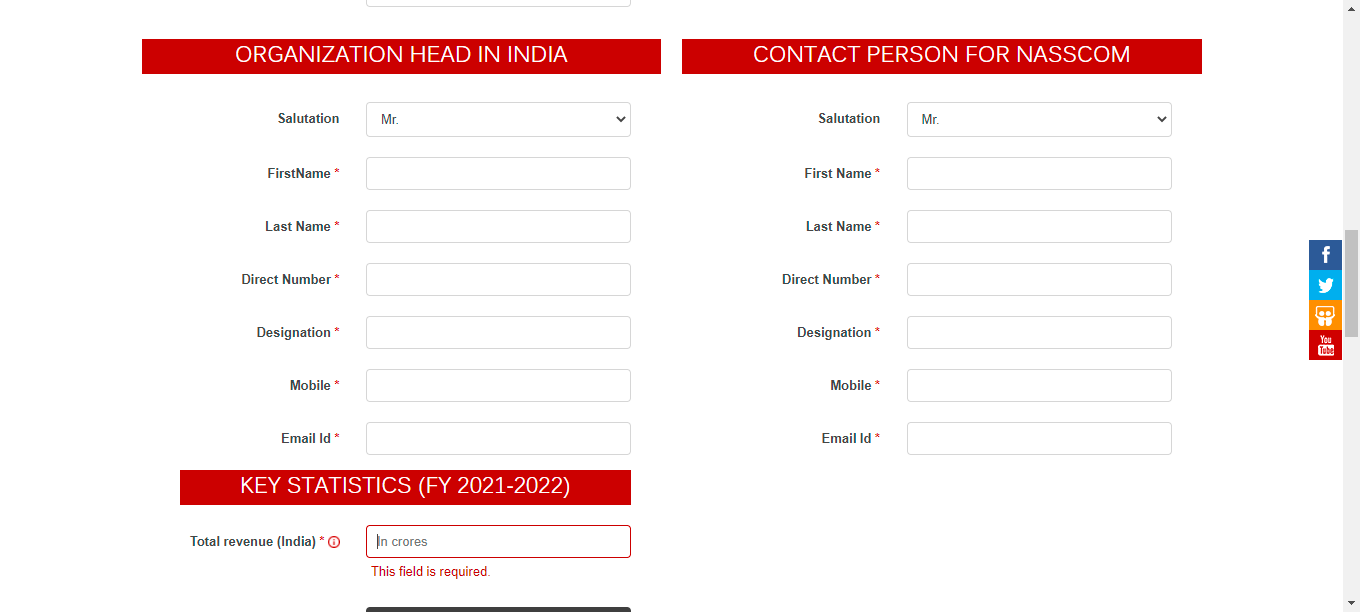 ORGANIZATION HEAD IN INDIA
Salutation Mr.
FirstName *
Last Name *
Direct Number *
Designation *
Mobile *
Email Id *
KEY STATISTICS (FY 2021-2022)
Total revenue (India) * In crores
This field is required.
CONTACT PERSON FOR NASSCOM
Salutation Mr.
First Name *
Last Name *
Direct Number *
Designation *
Mobile *
Email Id *
f
You
Tube